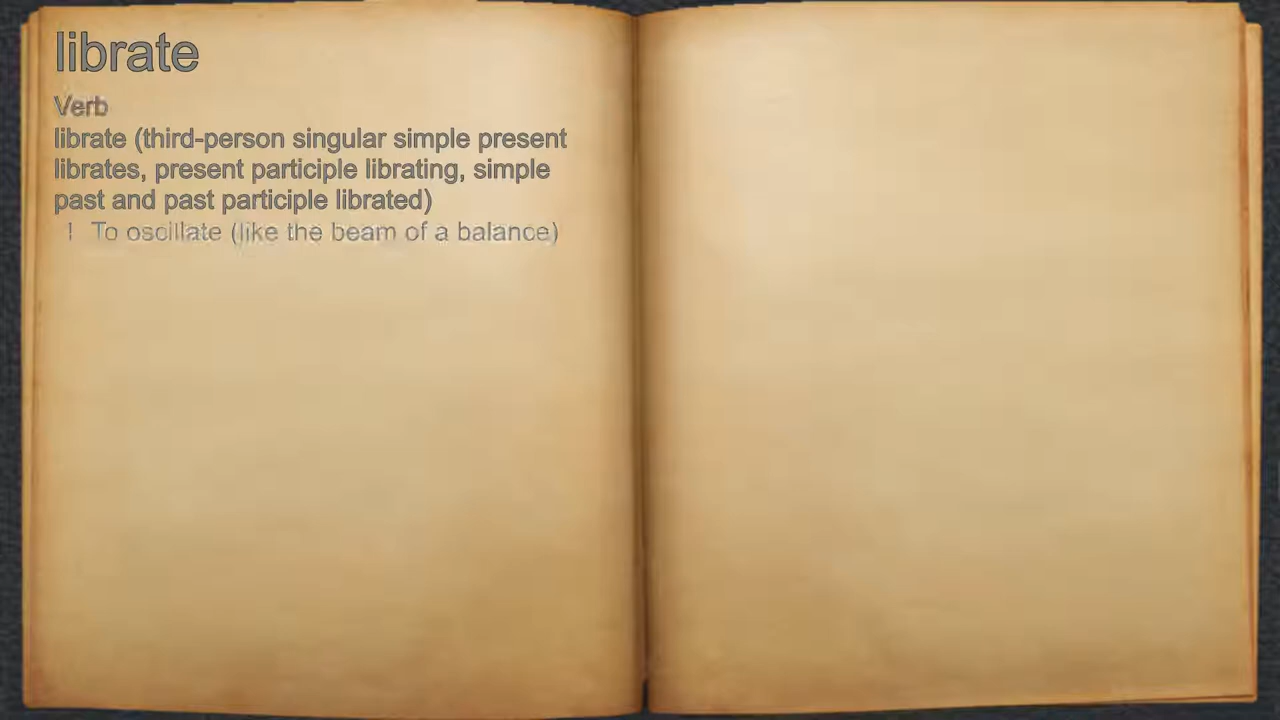 librate
Verb
librate (third-person singular simple present
librates, present participle librating, simple
past and past participle librated)
1 To oscillate (like the beam of a balance)